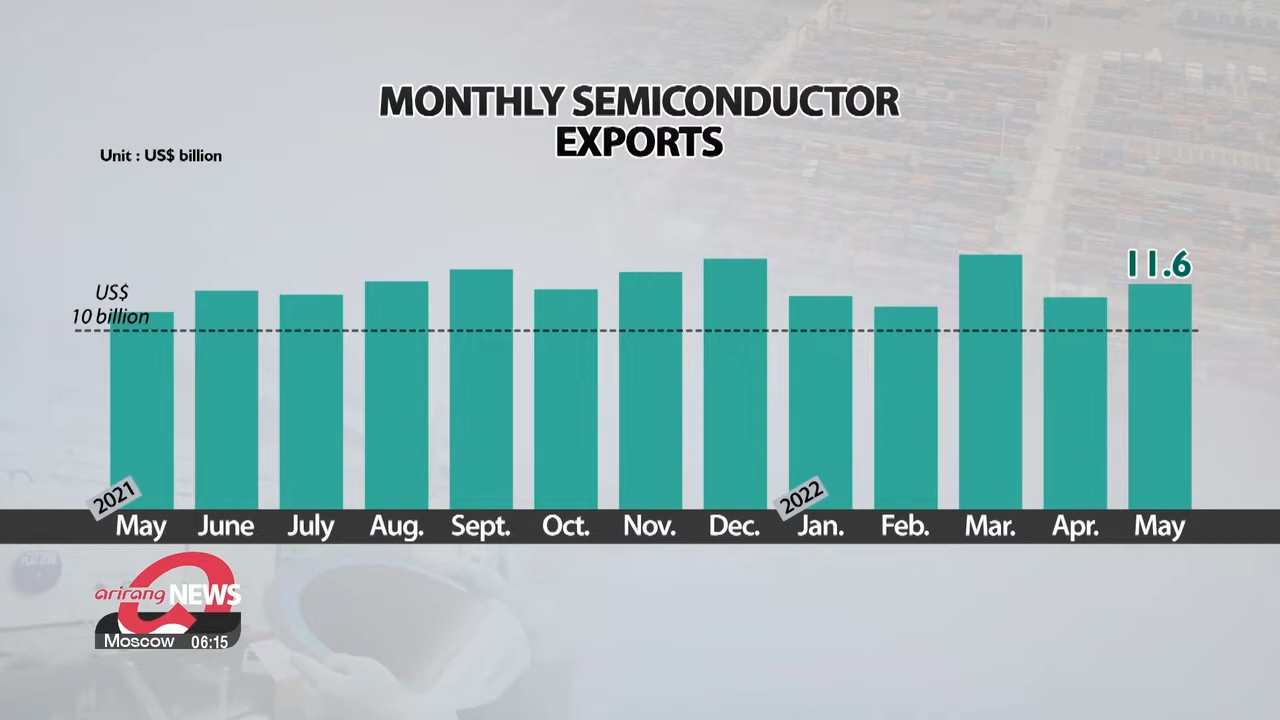 MONTHLY SEMICONDUCTOR
EXPORTS
Unit : US$ billion
11.6
US$
10 billion
2021
2022
May June July Aug. Sept. Oct. Nov. Dec. Jan. Feb. Mar. Apr. May
arirang NEWS
Moscow 06:15